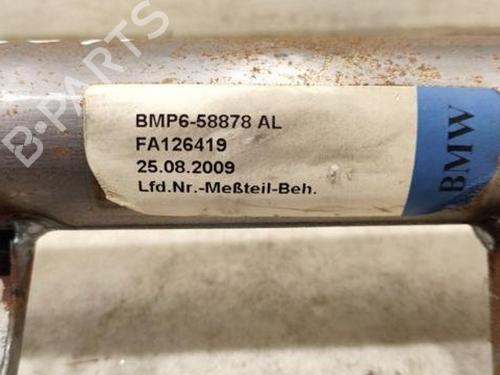 BMP6-58878 AL
FA126419
25.08.2009
Lfd.Nr.-Meßteil-Beh.
BMW
B-PARTS